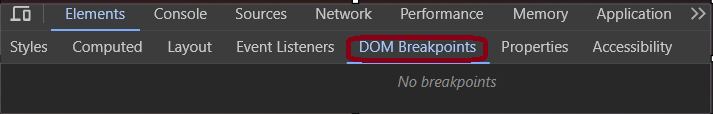 Elements Console Sources Network Performance Memory Application
Styles Computed Layout Event Listeners DOM Breakpoints Properties Accessibility
No breakpoints